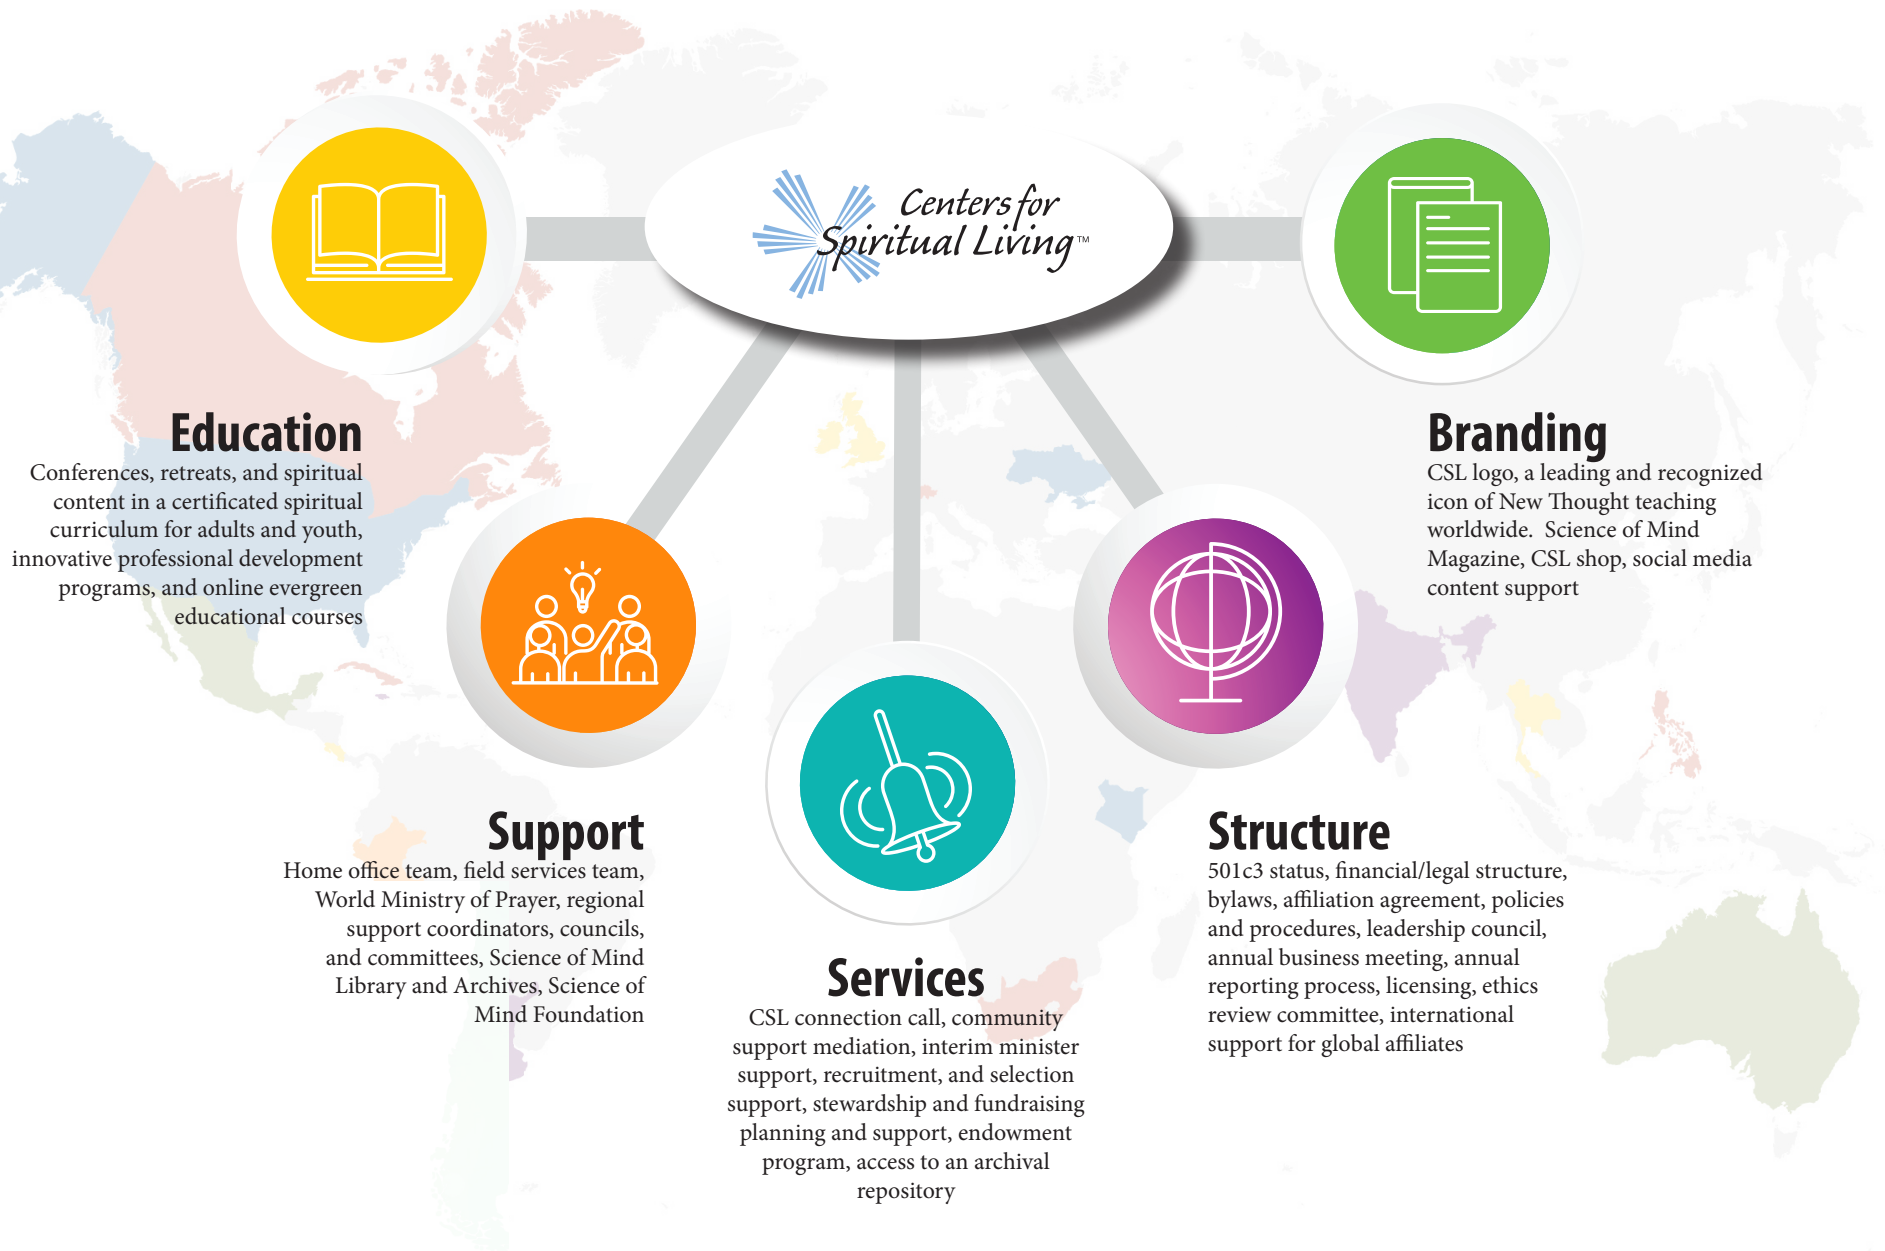 Centers for
Spiritual Living™
Education
Conferences, retreats, and spiritual
content in a certificated spiritual
curriculum for adults and youth,
innovative professional development
programs, and online evergreen
educational courses
Branding
CSL logo, a leading and recognized
icon of New Thought teaching
worldwide.  Science of Mind
Magazine, CSL shop, social media
content support
Support
Home office team, field services team,
World Ministry of Prayer, regional
support coordinators, councils,
and committees, Science of Mind
Library and Archives, Science of
Mind Foundation
Services
CSL connection call, community
support mediation, interim minister
support, recruitment, and selection
support, stewardship and fundraising
planning and support, endowment
program, access to an archival
repository
Structure
501c3 status, financial/legal structure,
bylaws, affiliation agreement, policies
and procedures, leadership council,
annual business meeting, annual
reporting process, licensing, ethics
review committee, international
support for global affiliates